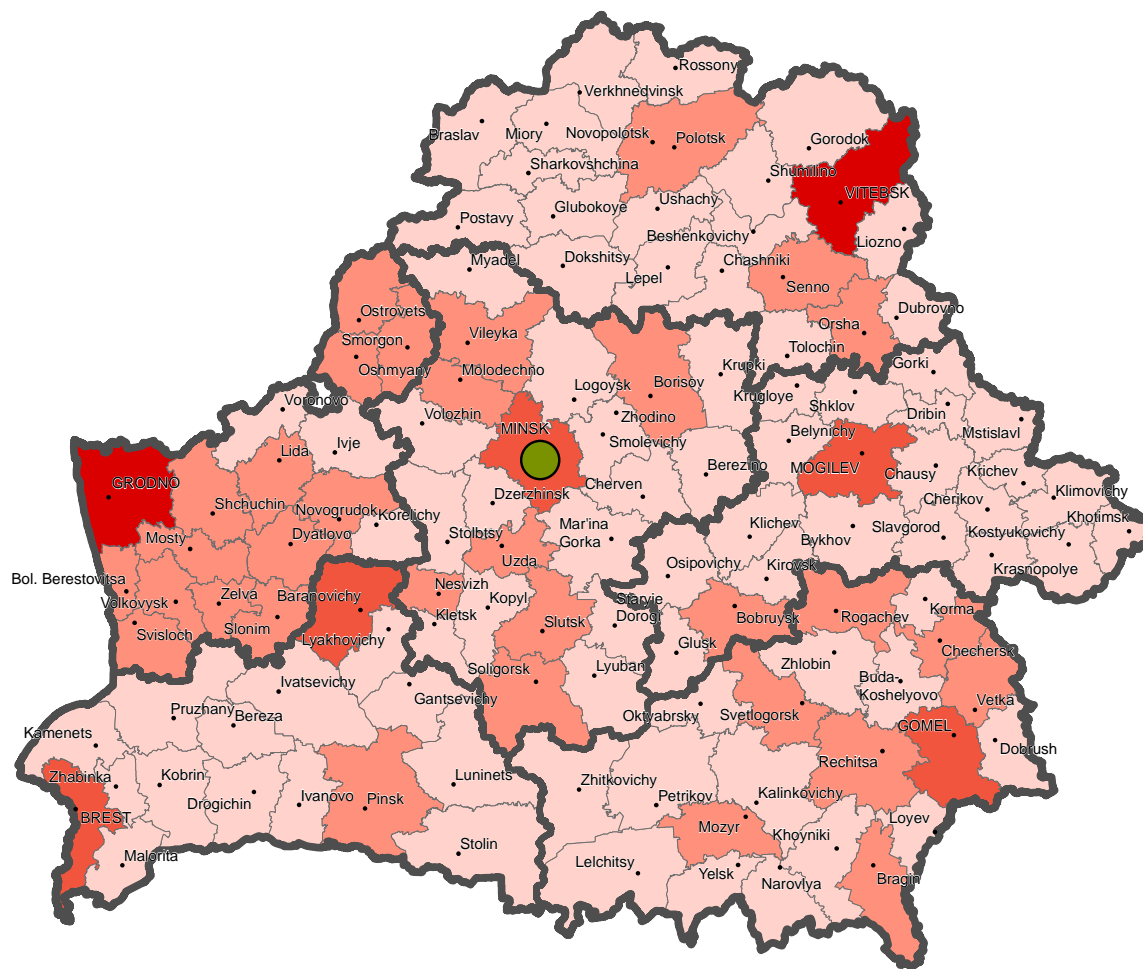 Rossony
Verkhnedvinsk
Braslav
Miory
Novopolotsk
Polotsk
Gorodok
Sharkovshchina
Shumilino
VITEBSK
Postavy
Glubokoye
Ushachy
Beshenkovichy
Liozno
Myadel
Dokshitsy
Lepel
Chashniki
Senno
Ostrovets
Dubrovno
Smorgon
Vileyka
Orsha
Oshmyany
Molodechno
Tolochin
Logoysk
Borisov
Krupki
Gorki
Voronovo
Volozhin
Zhodino
Krugloye
Shklov
Dribin
MINSK
Smolevichy
Belynichy
Mstislavl
Ivje
Lida
Berezino
MOGILEV
Chausy
Krichev
GRODNO
Dzerzhinsk
Cherven
Klimovichy
Shchuchin
Novogrudok
Korelichy
Cherikov
Khotimsk
Mosty
Dyatlovo
Stolbtsy
Mar'ina
Gorka
Klichev
Bykhov
Slavgorod
Kostyukovichy
Uzda
Osipovichy
Krasnopolye
Bol. Berestovitsa
Nesvizh
Kirovsk
Volkovysk
Zelva
Baranovichy
Kopyl
Staryie
Dorogi
Korma
Svisloch
Slonim
Lyakhovichy
Kletsk
Slutsk
Bobruysk
Rogachev
Glusk
Chechersk
Soligorsk
Lyuban
Zhlobin
Buda-
Koshelyovo
Ivatsevichy
Gantsevichy
Pruzhany
Bereza
Oktyabrsky
Svetlogorsk
Vetka
Kamenets
GOMEL
Dobrush
Zhabinka
Kobrin
Luninets
Rechitsa
Zhitkovichy
Drogichin
Ivanovo
Pinsk
Petrikov
Kalinkovichy
BREST
Mozyr
Loyev
Khoyniki
Malorita
Stolin
Lelchitsy
Yelsk
Narovlya
Bragin